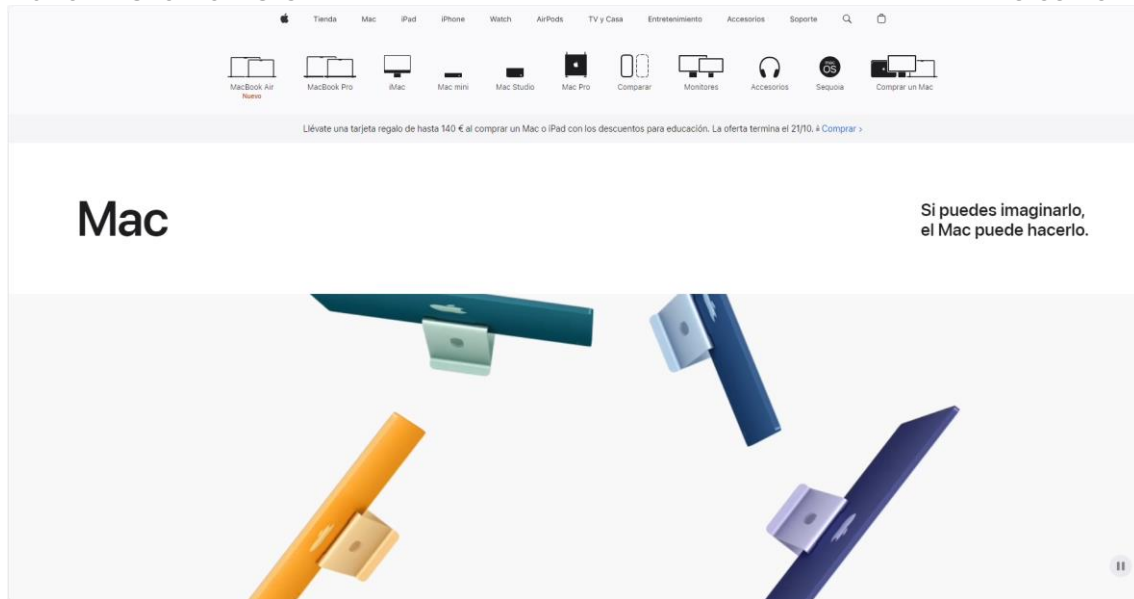 Tienda Mac iPad iPhone Watch AirPods TV y Casa Entretenimiento Accesorios Soporte
MacBook Air MacBook Pro iMac Mac mini Mac Studio Mac Pro Comparar Monitores Accesorios Sequoia Comprar un Mac
Nuevo
macOS
Llévate una tarjeta regalo de hasta 140 € al comprar un Mac o iPad con los descuentos para educación. La oferta termina el 21/10. Comprar >
Mac
Si puedes imaginarlo,
el Mac puede hacerlo.